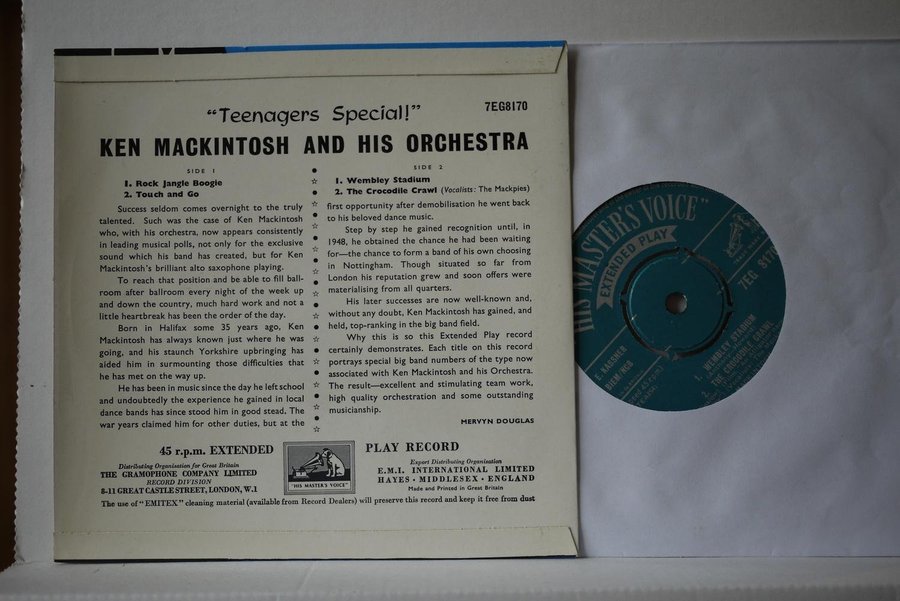 "Teenagers Special!"
7EG8170
KEN MACKINTOSH AND HIS ORCHESTRA
SIDE 1
1. Rock Jangle Boogie
2. Touch and Go
Success seldom comes overnight to the truly
talented. Such was the case of Ken Mackintosh
who, with his orchestra, now appears consistently
in leading musical polls, not only for the exclusive
sound which his band has created, but for Ken
Mackintosh's brilliant alto saxophone playing.
To reach that position and be able to fill ball-
room after ballroom every night of the week up
and down the country, much hard work and not a
little heartbreak has been the order of the day.
Born in Halifax some 35 years ago, Ken
Mackintosh has always known just where he was
going, and his staunch Yorkshire upbringing has
aided him in surmounting those difficulties that
he has met on the way up.
He has been in music since the day he left school
and undoubtedly the experience he gained in local
dance bands has since stood him in good stead. The
war years claimed him for other duties, but at the
SIDE 2
1. Wembley Stadium
2. The Crocodile Crawl (Vocalists: The Mackpies)
first opportunity after demobilisation he went back
to his beloved dance music.
Step by step he gained recognition until, in
1948, he obtained the chance he had been waiting
for—the chance to form a band of his own choosing
in Nottingham. Though situated so far from
London his reputation grew and soon offers were
materialising from all quarters.
His later successes are now well-known and,
without any doubt, Ken Mackintosh has gained, and
held, top-ranking in the big band field.
Why this is so this Extended Play record
certainly demonstrates. Each title on this record
portrays special big band numbers of the type now
associated with Ken Mackintosh and his Orchestra.
The result—excellent and stimulating team work,
high quality orchestration and some outstanding
musicianship.
MERVYN DOUGLAS
45 r.p.m. EXTENDED PLAY RECORD
Distributing Organisation for Great Britain
THE GRAMOPHONE COMPANY LIMITED
RECORD DIVISION
8-11 GREAT CASTLE STREET, LONDON, W.1
"HIS MASTER'S VOICE"
Export Distributing Organisation
E.M.I. INTERNATIONAL LIMITED
HAYES · MIDDLESEX · ENGLAND
Made and Printed in Great Britain
The use of "EMITEX" cleaning material (available from Record Dealers) will preserve this record and keep it free from dust
HIS MASTER'S VOICE"
EXTENDED PLAY
7EG 8170
E. KASSNER
1. WEMBLEY STADIUM
2. THE CROCODILE CRAWL